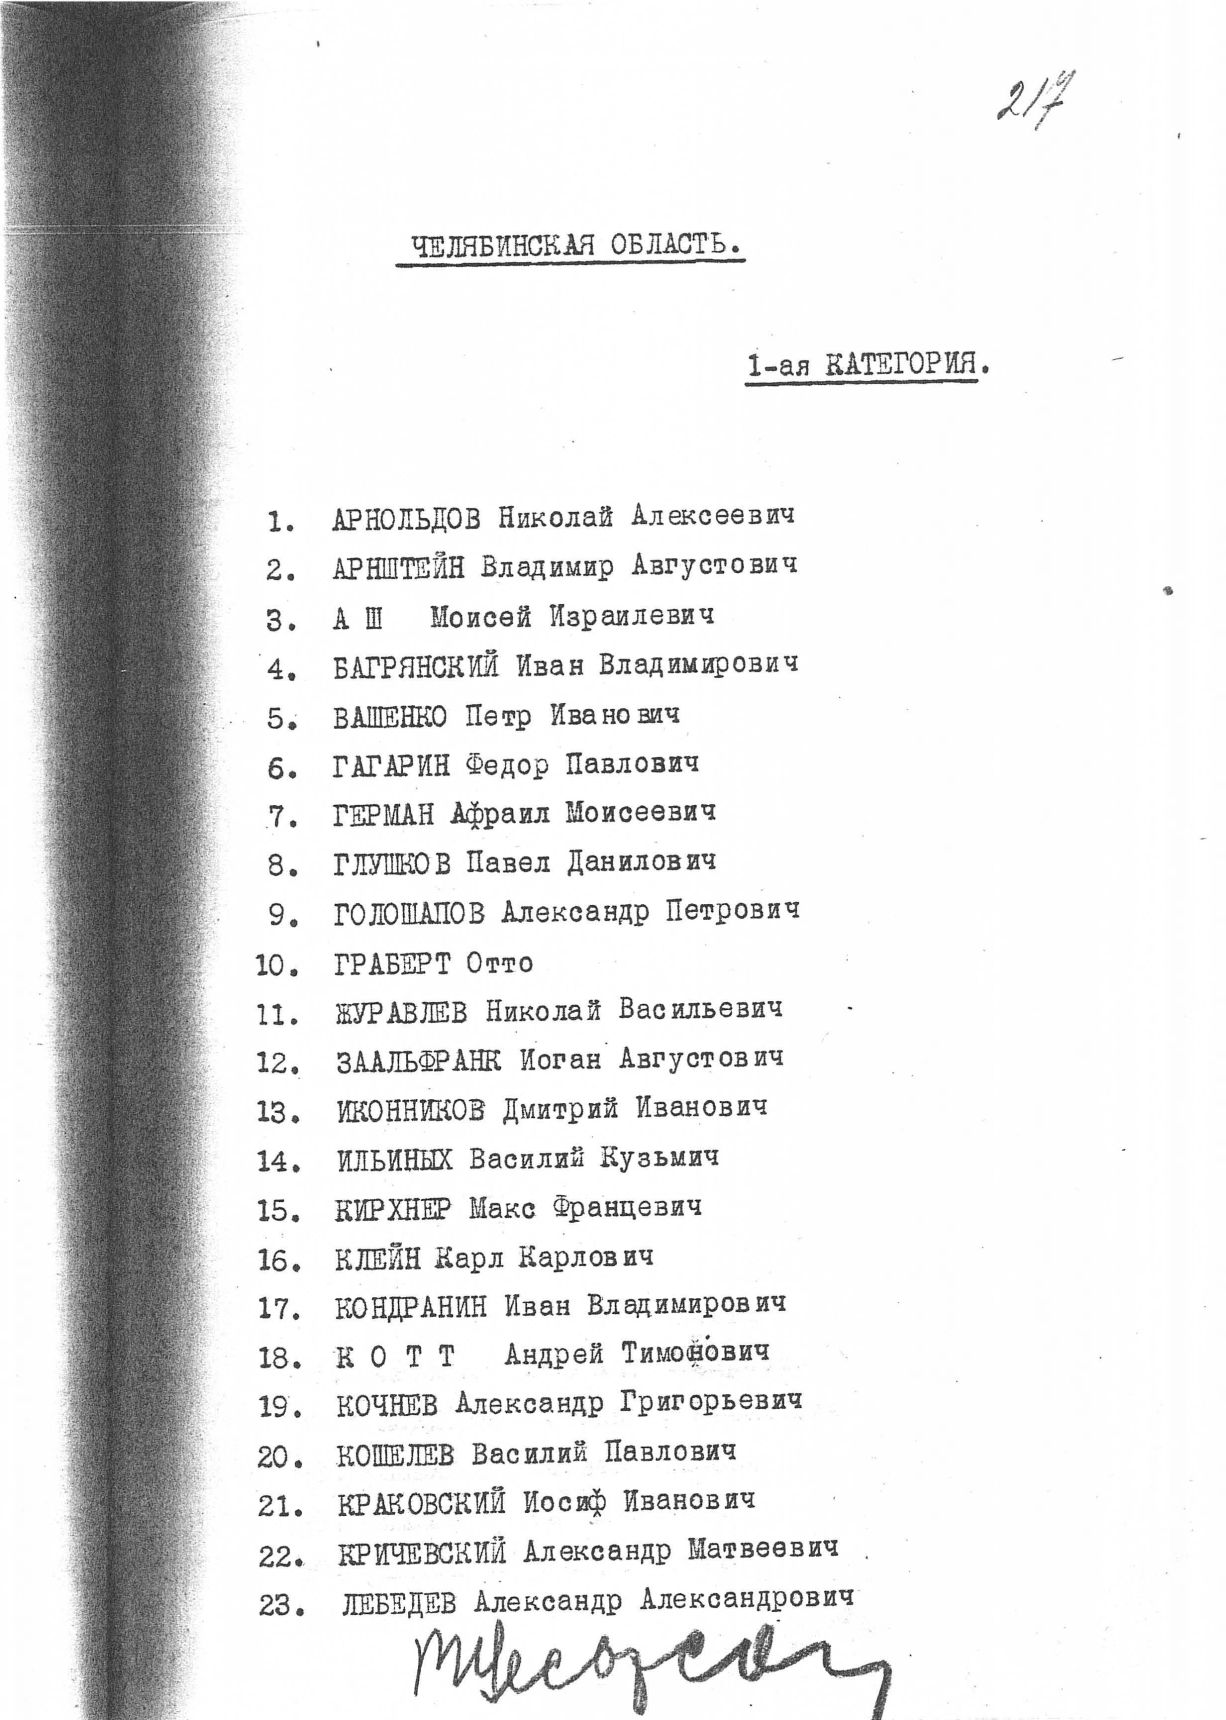 217
ЧЕЛЯБИНСКАЯ ОБЛАСТЬ.
1-ая КАТЕГОРИЯ.
1. АРНОЛЬДОВ Николай Алексеевич
2. АРНШТЕЙН Владимир Августович
3. А Ш Моисей Израилевич
4. БАГРЯНСКИЙ Иван Владимирович
5. ВАШЕНКО Петр Иванович
6. ГАГАРИН Федор Павлович
7. ГЕРМАН Афраил Моисеевич
8. ГЛУШКОВ Павел Данилович
9. ГОЛОШАПОВ Александр Петрович
10. ГРАБЕРТ Отто
11. ЖУРАВЛЕВ Николай Васильевич
12. ЗААЛЬФРАНК Иоган Августович
13. ИКОННИКОВ Дмитрий Иванович
14. ИЛЬИНЫХ Василий Кузьмич
15. КИРХНЕР Макс Францевич
16. КЛЕЙН Карл Карлович
17. КОНДРАНИН Иван Владимирович
18. К О Т Т Андрей
19. КОЧНЕВ Александр Григорьевич
20. КОШЕЛЕВ Василий Павлович
21. КРАКОВСКИЙ Иосиф Иванович
22. КРИЧЕВСКИЙ Александр Матвеевич
23. ЛЕБЕДЕВ Александр Александрович